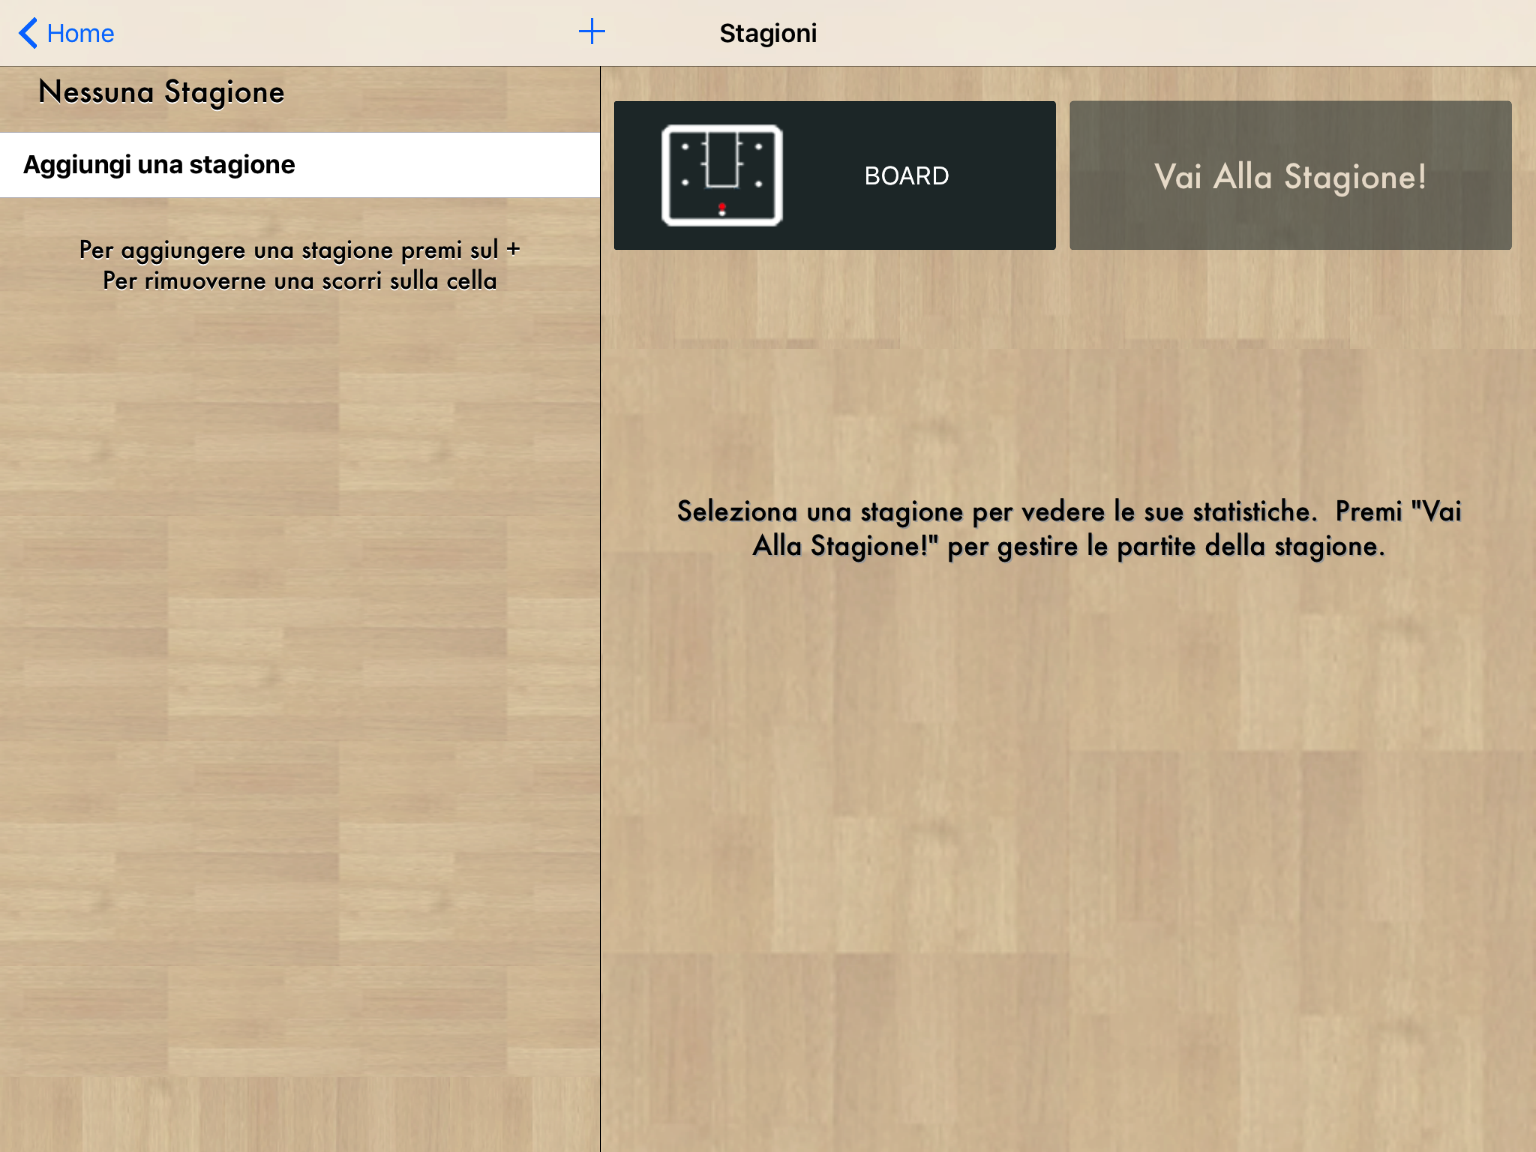 Home
+
Stagioni
Nessuna Stagione
Aggiungi una stagione
Per aggiungere una stagione premi sul +
Per rimuoverne una scorri sulla cella
BOARD
Vai Alla Stagione!
Seleziona una stagione per vedere le sue statistiche.  Premi "Vai
Alla Stagione!" per gestire le partite della stagione.